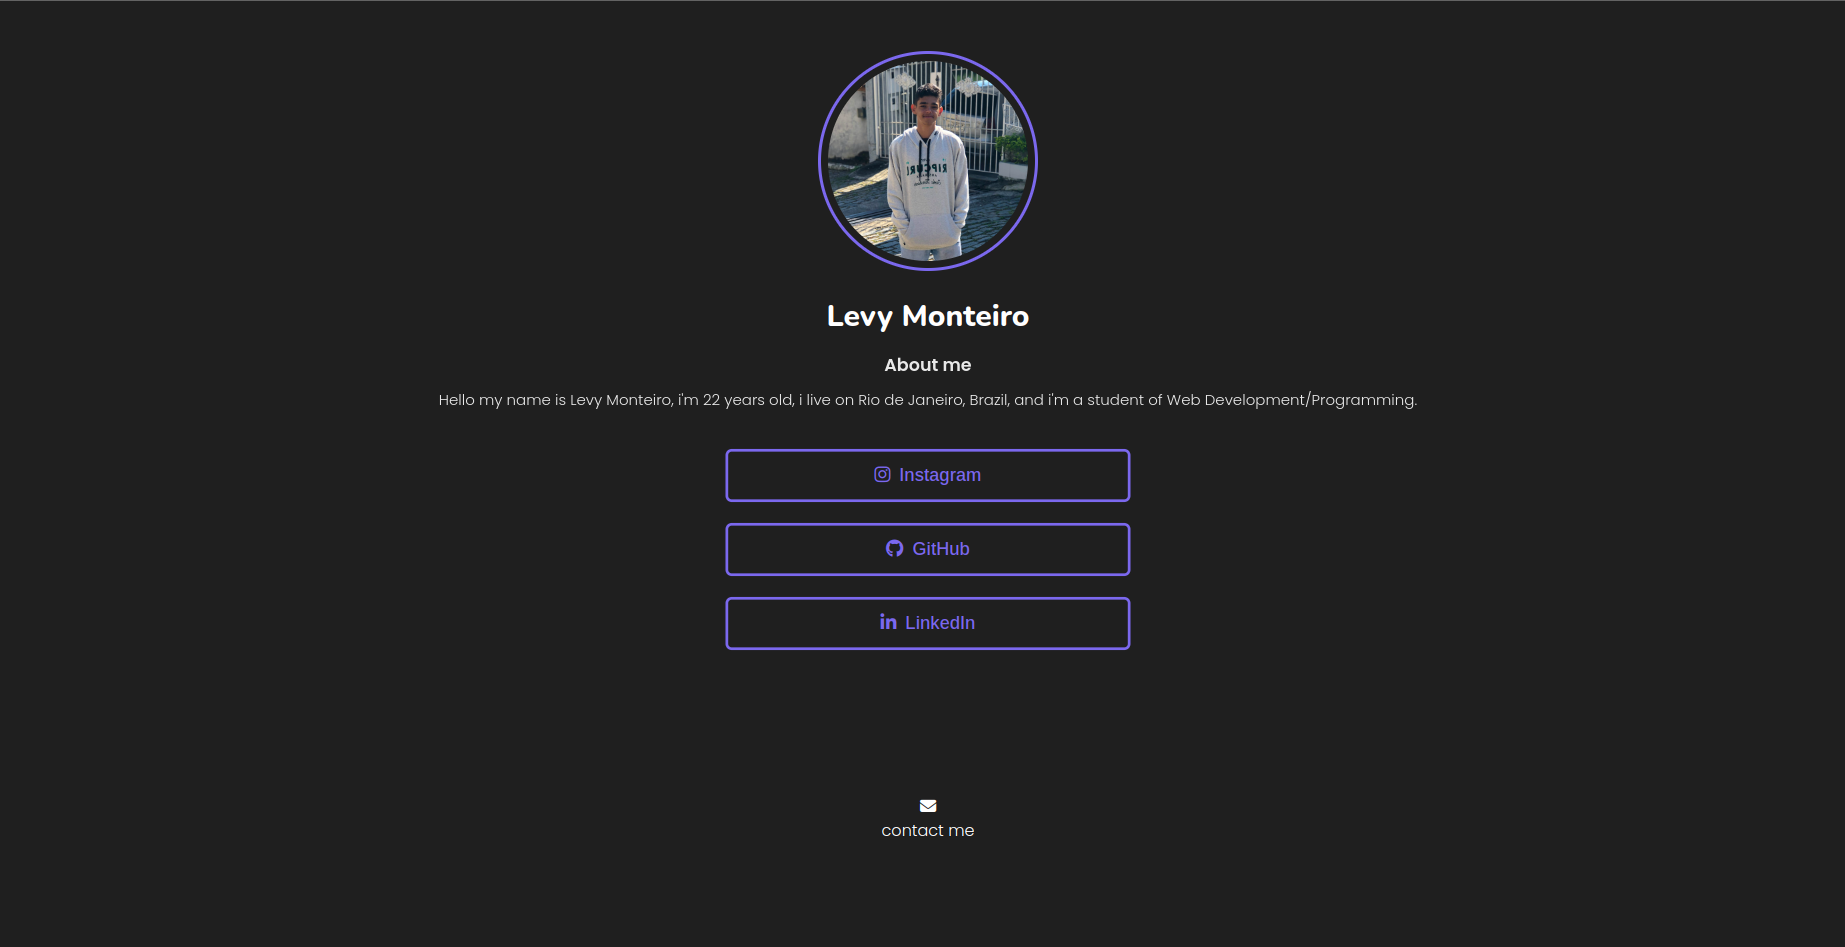 RIPCURL
Levy Monteiro
About me
Hello my name is Levy Monteiro, i'm 22 years old, i live on Rio de Janeiro, Brazil, and i'm a student of Web Development/Programming.
Instagram
GitHub
LinkedIn
contact me